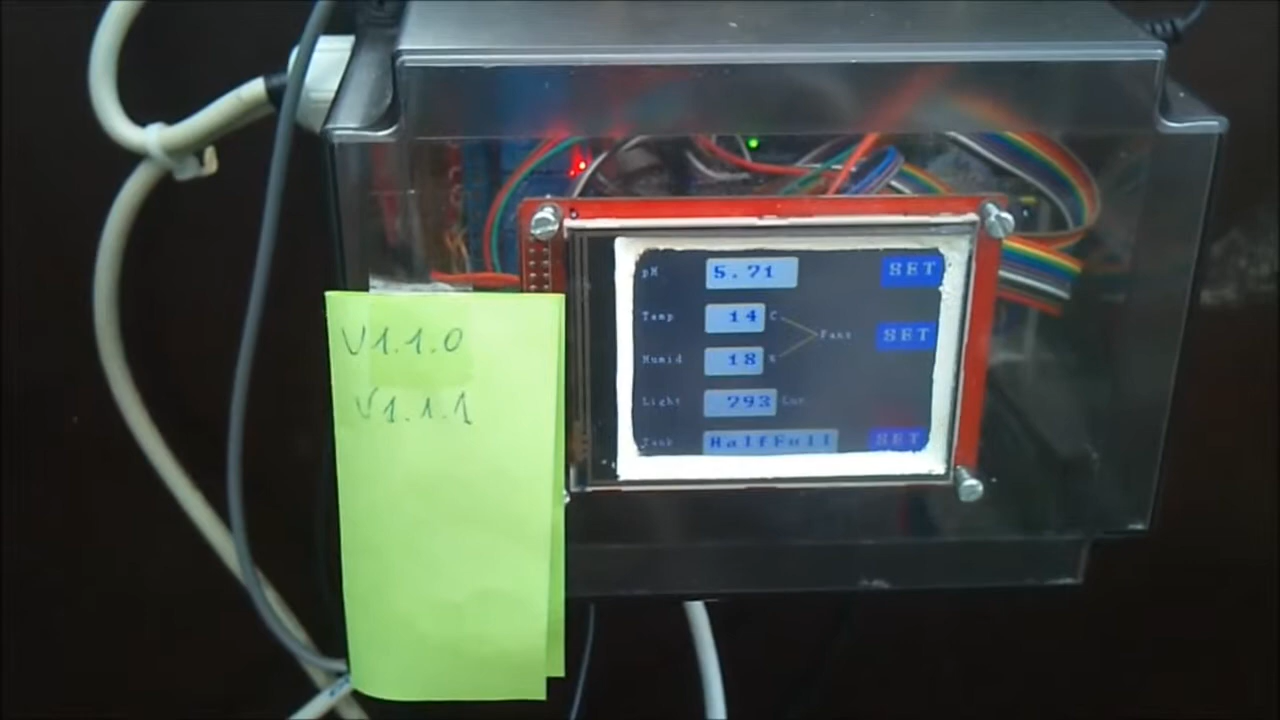 V1.1.0
V1.1.1
pH 5.71 SET
Temp 14 C
Fans SET
Humid 18 %
Light 293 Lux
Tank HalfFull SET